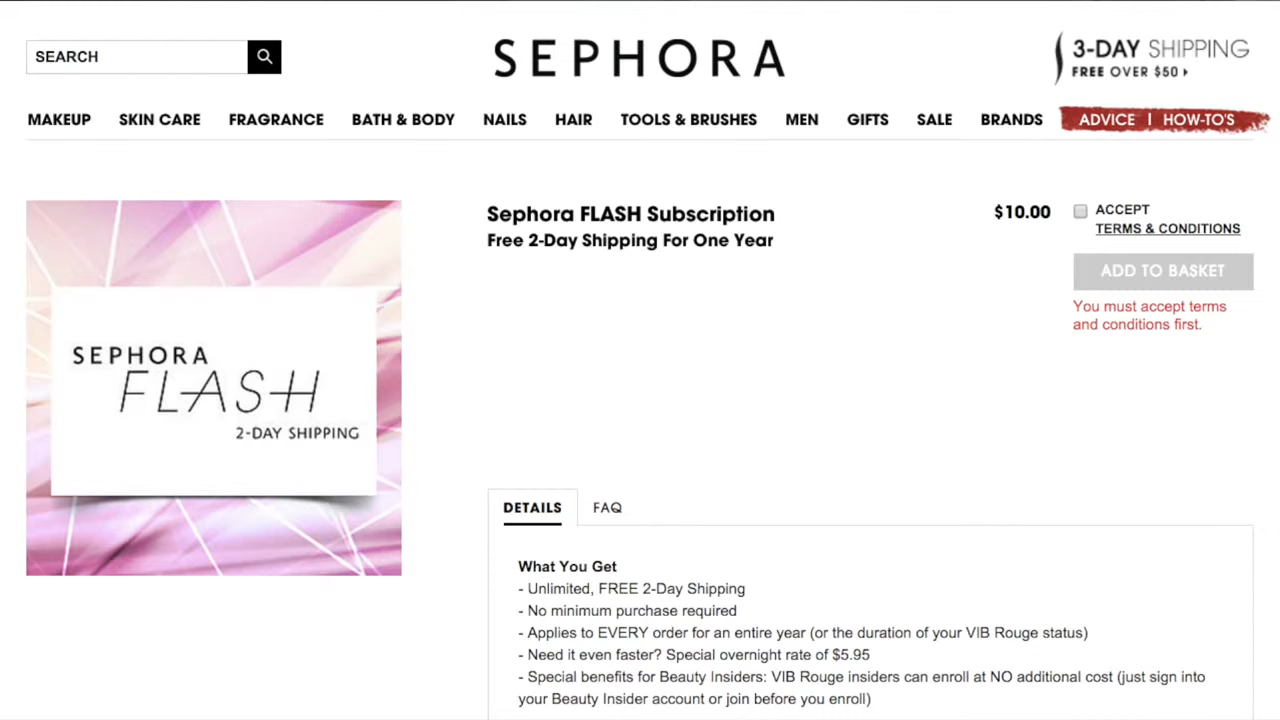 SEARCH
SEPHORA
3-DAY SHIPPING
FREE OVER $50
MAKEUP SKIN CARE FRAGRANCE BATH & BODY NAILS HAIR TOOLS & BRUSHES MEN GIFTS SALE BRANDS ADVICE | HOW-TO'S
SEPHORA
FLASH
2-DAY SHIPPING
Sephora FLASH Subscription
Free 2-Day Shipping For One Year
$10.00
ACCEPT
TERMS & CONDITIONS
ADD TO BASKET
You must accept terms
and conditions first.
DETAILS FAQ
What You Get
- Unlimited, FREE 2-Day Shipping
- No minimum purchase required
- Applies to EVERY order for an entire year (or the duration of your VIB Rouge status)
- Need it even faster? Special overnight rate of $5.95
- Special benefits for Beauty Insiders: VIB Rouge insiders can enroll at NO additional cost (just sign into
your Beauty Insider account or join before you enroll)